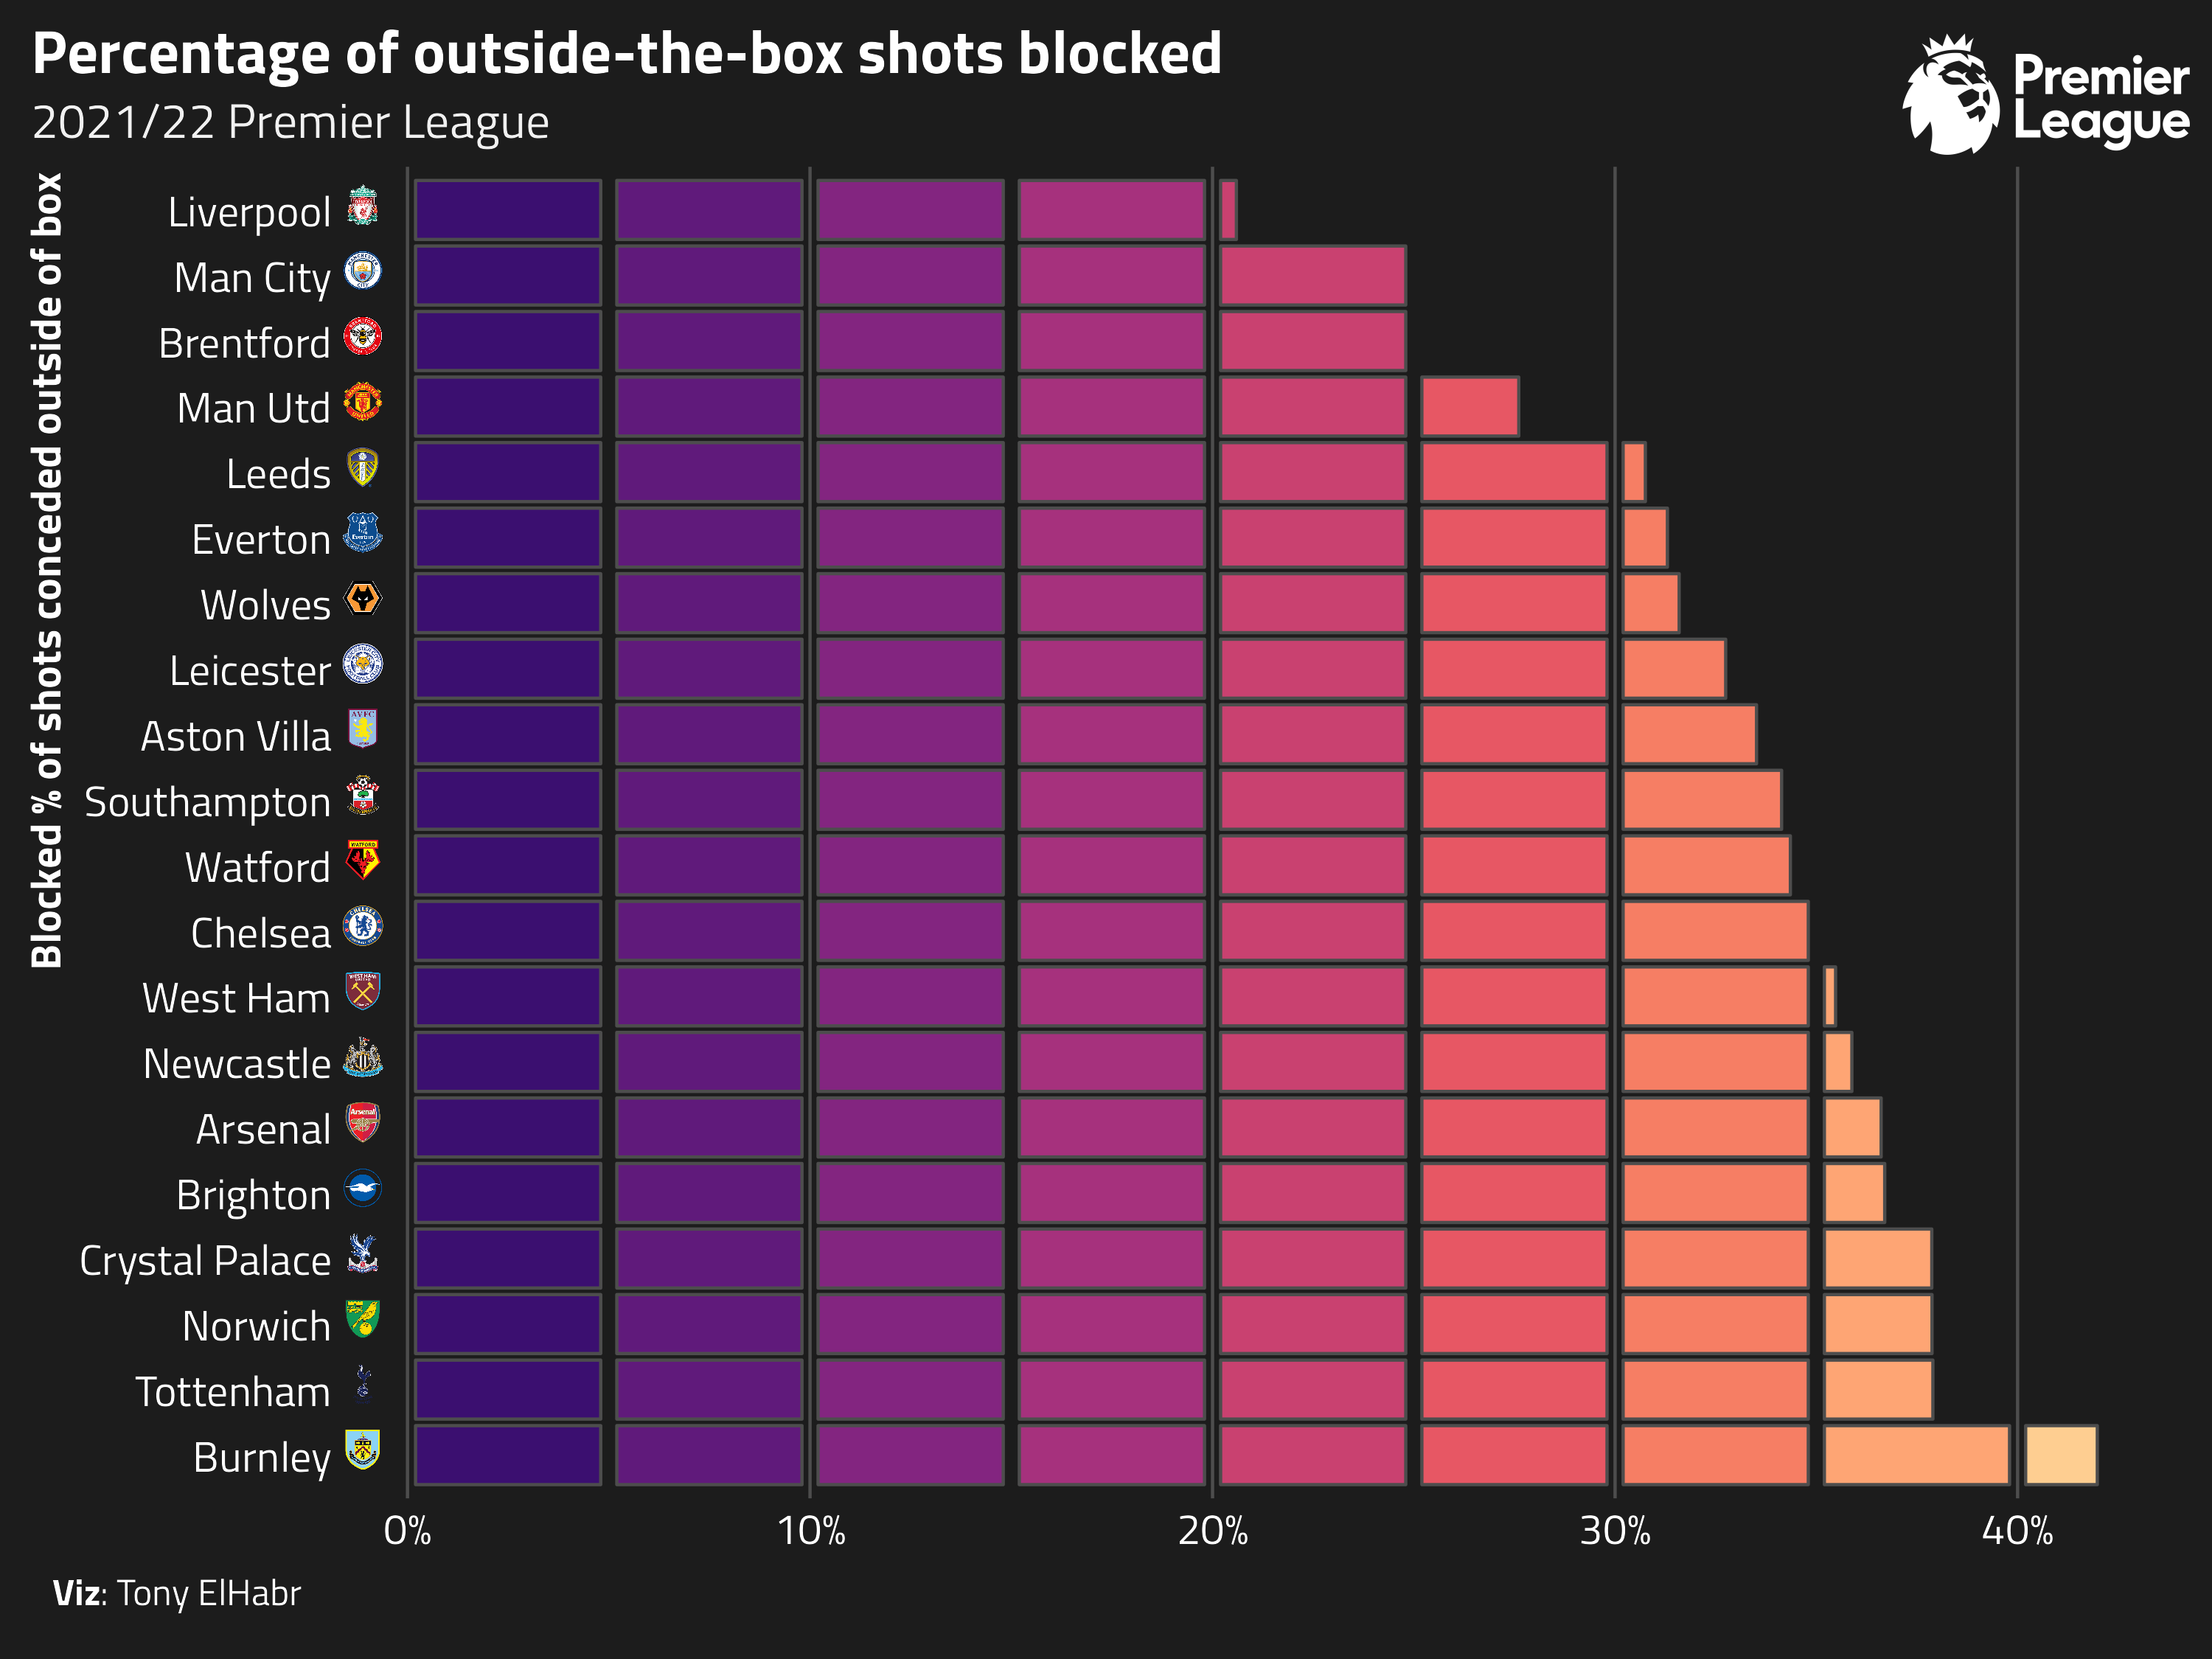 Percentage of outside-the-box shots blocked
2021/22 Premier League
Premier
League
Blocked % of shots conceded outside of box
Liverpool
Man City
Brentford
Man Utd
Leeds
Everton
Wolves
Leicester
Aston Villa
Southampton
Watford
Chelsea
West Ham
Newcastle
Arsenal
Brighton
Crystal Palace
Norwich
Tottenham
Burnley
0% 10% 20% 30% 40%
Viz: Tony ElHabr